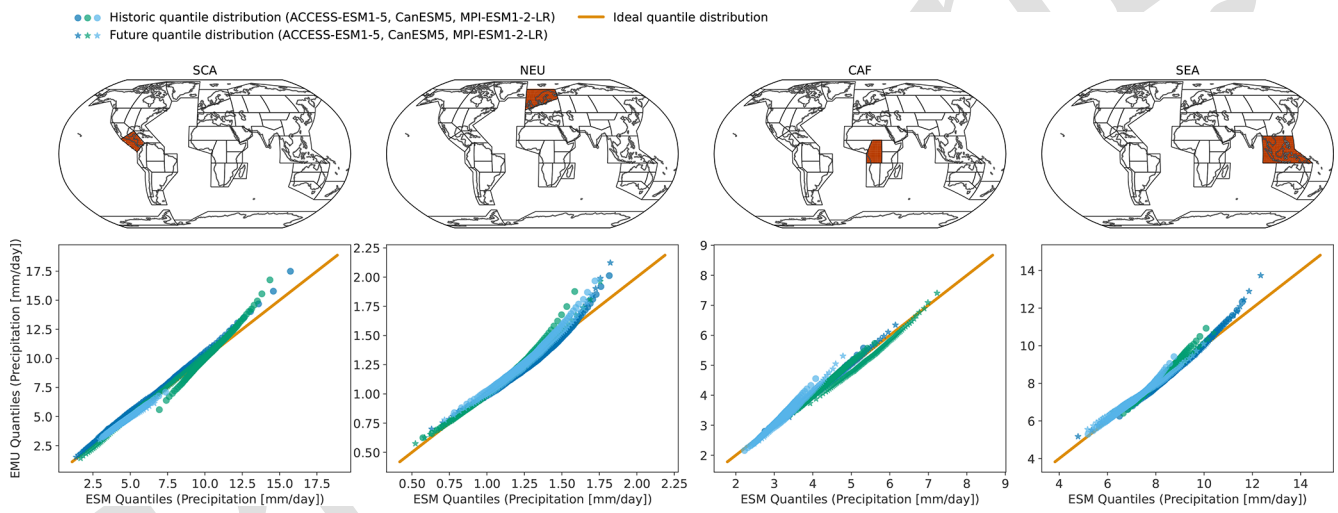 Historic quantile distribution (ACCESS-ESM1-5, CanESM5, MPI-ESM1-2-LR)
Ideal quantile distribution
Future quantile distribution (ACCESS-ESM1-5, CanESM5, MPI-ESM1-2-LR)
SCA
NEU
CAF
SEA
EMU Quantiles (Precipitation [mm/day])
17.5
15.0
12.5
10.0
7.5
5.0
2.5
2.5 5.0 7.5 10.0 12.5 15.0 17.5
ESM Quantiles (Precipitation [mm/day])
2.25
2.00
1.75
1.50
1.25
1.00
0.75
0.50
0.50 0.75 1.00 1.25 1.50 1.75 2.00 2.25
ESM Quantiles (Precipitation [mm/day])
9
8
7
6
5
4
3
2
2 3 4 5 6 7 8 9
ESM Quantiles (Precipitation [mm/day])
14
12
10
8
6
4
4 6 8 10 12 14
ESM Quantiles (Precipitation [mm/day])